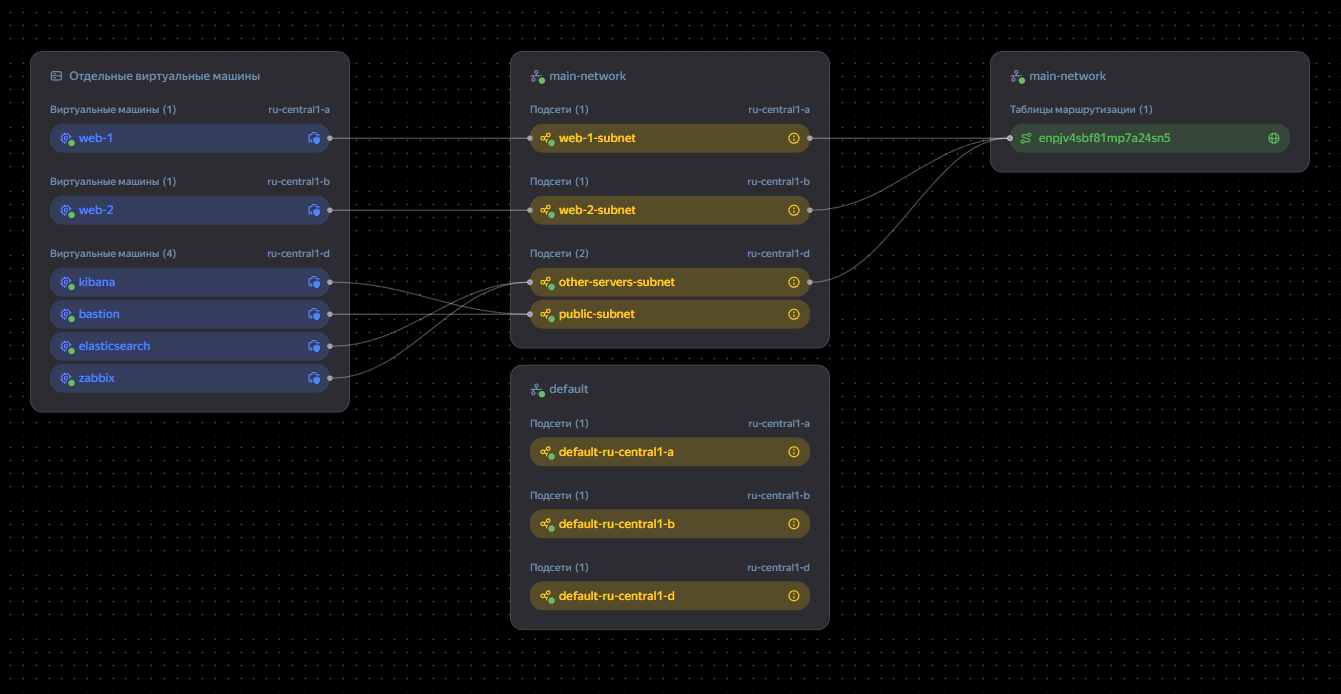 Отдельные виртуальные машины
Виртуальные машины (1) ru-central1-a
web-1
Виртуальные машины (1) ru-central1-b
web-2
Виртуальные машины (4) ru-central1-d
kibana
bastion
elasticsearch
zabbix
main-network
Подсети (1) ru-central1-a
web-1-subnet
Подсети (1) ru-central1-b
web-2-subnet
Подсети (2) ru-central1-d
other-servers-subnet
public-subnet
default
Подсети (1) ru-central1-a
default-ru-central1-a
Подсети (1) ru-central1-b
default-ru-central1-b
Подсети (1) ru-central1-d
default-ru-central1-d
main-network
Таблицы маршрутизации (1)
enpjv4sbf81mp7a24sn5